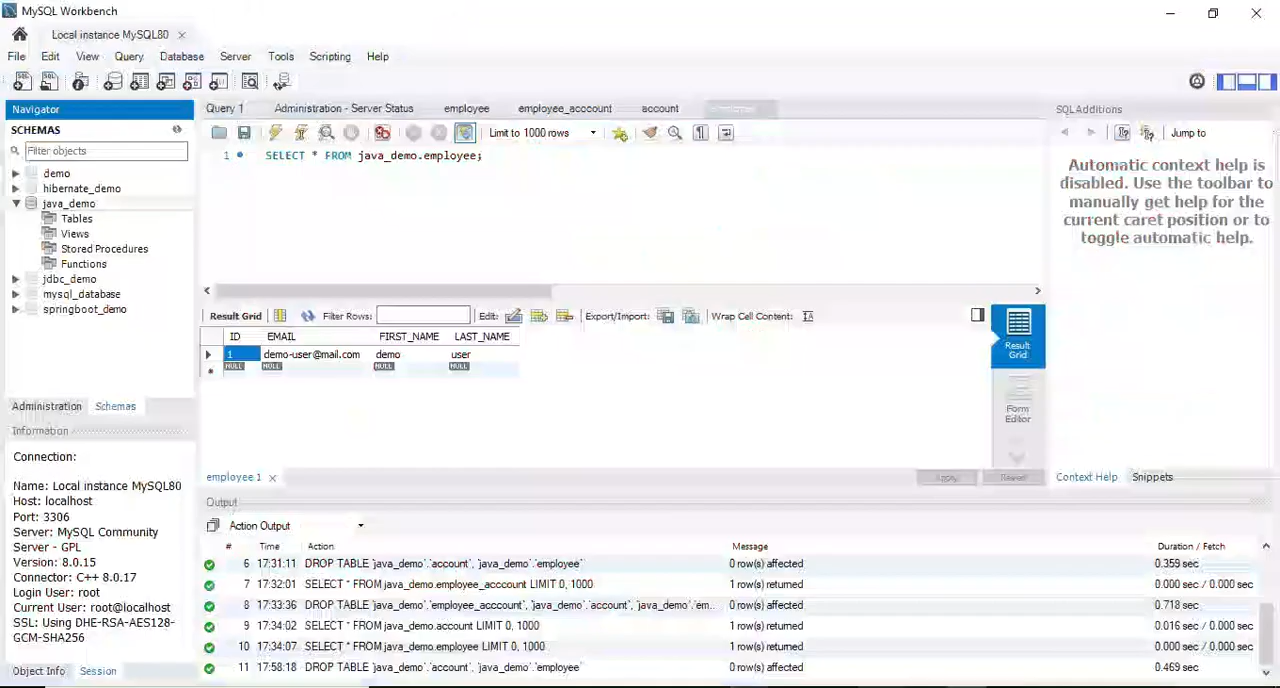 MySQL Workbench
Local instance MySQL80
File Edit View Query Database Server Tools Scripting Help
Navigator
SCHEMAS
Filter objects
demo
hibernate_demo
java_demo
Tables
Views
Stored Procedures
Functions
jdbc_demo
mysql_database
springboot_demo
Administration Schemas
Information
Connection:
Name: Local instance MySQL80
Host: localhost
Port: 3306
Server: MySQL Community
Server - GPL
Version: 8.0.15
Connector: C++ 8.0.17
Login User: root
Current User: root@localhost
SSL: Using DHE-RSA-AES128-
GCM-SHA256
Object Info Session
Query 1 Administration - Server Status employee employee_acccount account
Limit to 1000 rows
1 SELECT * FROM java_demo.employee;
Result Grid Filter Rows: Edit: Export/Import: Wrap Cell Content: IA
ID EMAIL FIRST_NAME LAST_NAME
1 demo-user@mail.com demo user
NULL NULL NULL NULL
Result
Grid
Form
Editor
employee 1 Apply Revert
Output
Action Output
# Time Action Message Duration / Fetch
6 17:31:11 DROP TABLE `java_demo`.`account`, `java_demo`.`employee` 0 row(s) affected 0.359 sec
7 17:32:01 SELECT * FROM java_demo.employee_acccount LIMIT 0, 1000 1 row(s) returned 0.000 sec / 0.000 sec
8 17:33:36 DROP TABLE `java_demo`.`employee_acccount`, `java_demo`.`account`, `java_demo`.`em... 0 row(s) affected 0.718 sec
9 17:34:02 SELECT * FROM java_demo.account LIMIT 0, 1000 1 row(s) returned 0.016 sec / 0.000 sec
10 17:34:07 SELECT * FROM java_demo.employee LIMIT 0, 1000 1 row(s) returned 0.000 sec / 0.000 sec
11 17:58:18 DROP TABLE `java_demo`.`account`, `java_demo`.`employee` 0 row(s) affected 0.469 sec
SQLAdditions
Jump to
Automatic context help is
disabled. Use the toolbar to
manually get help for the
current caret position or to
toggle automatic help.
Context Help Snippets